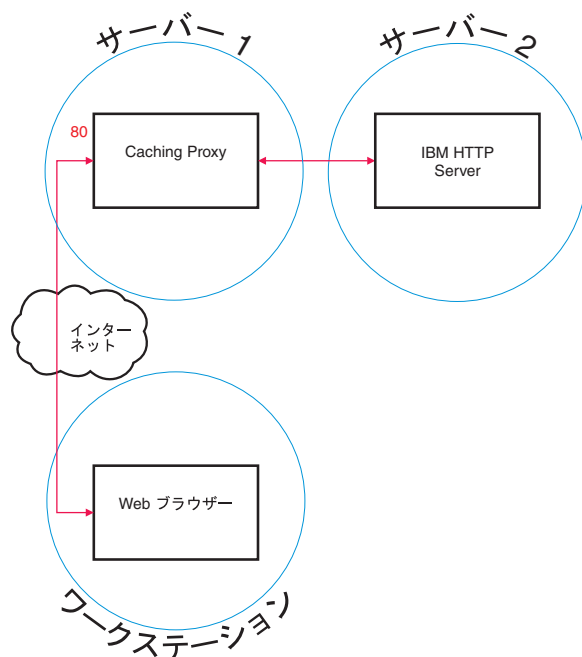 サーバー 1
サーバー 2
80
Caching Proxy
IBM HTTP
Server
インター
ネット
Web ブラウザー
ワークステーション